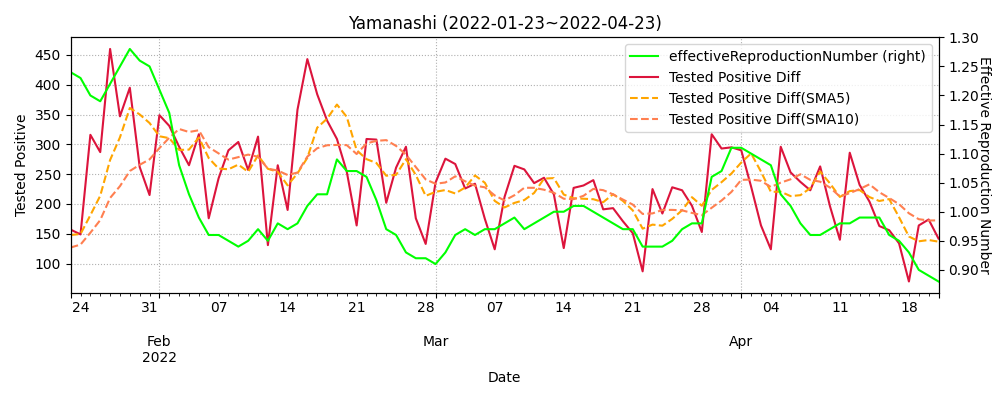 Yamanashi (2022-01-23~2022-04-23)
effectiveReproductionNumber (right)
Tested Positive Diff
Tested Positive Diff(SMA5)
Tested Positive Diff(SMA10)
Tested Positive
450
400
350
300
250
200
150
100
1.30
1.25
1.20
1.15
1.10
1.05
1.00
0.95
0.90
Effective Reproduction Number
24 31 07 14 21 28 07 14 21 28 04 11 18
Feb Mar Apr
2022
Date